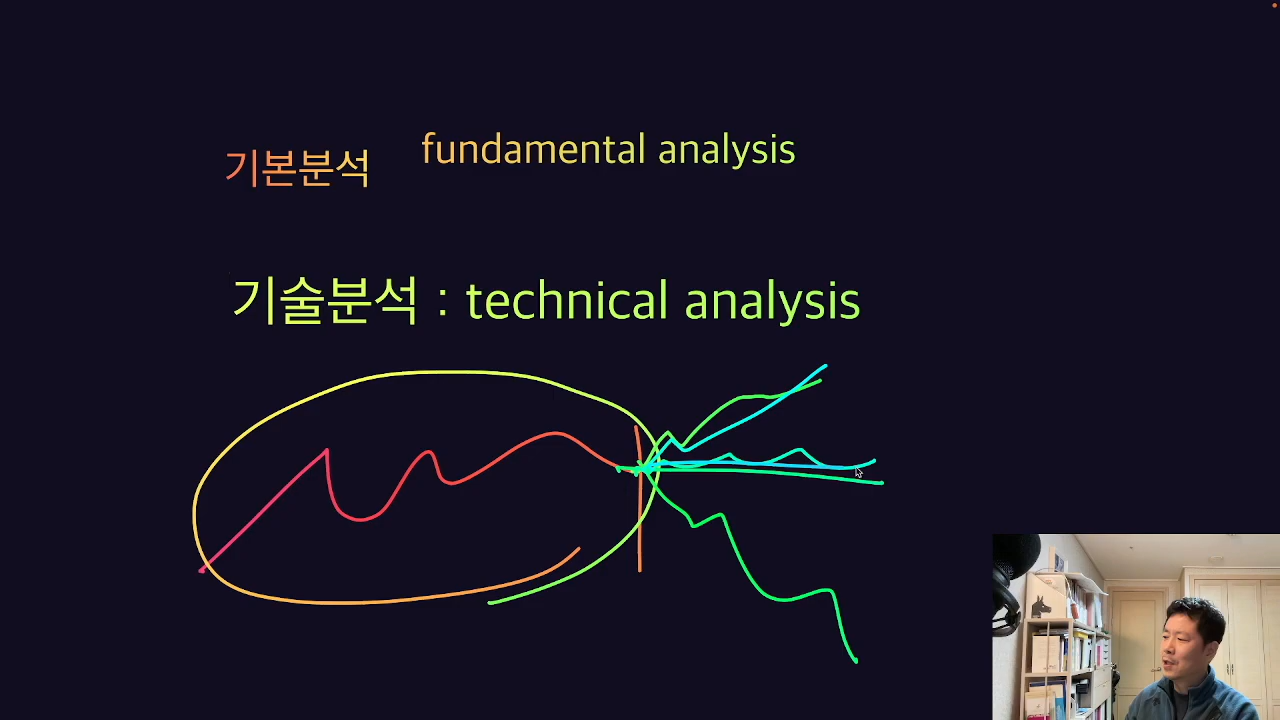 기본분석 fundamental analysis
기술분석 : technical analysis